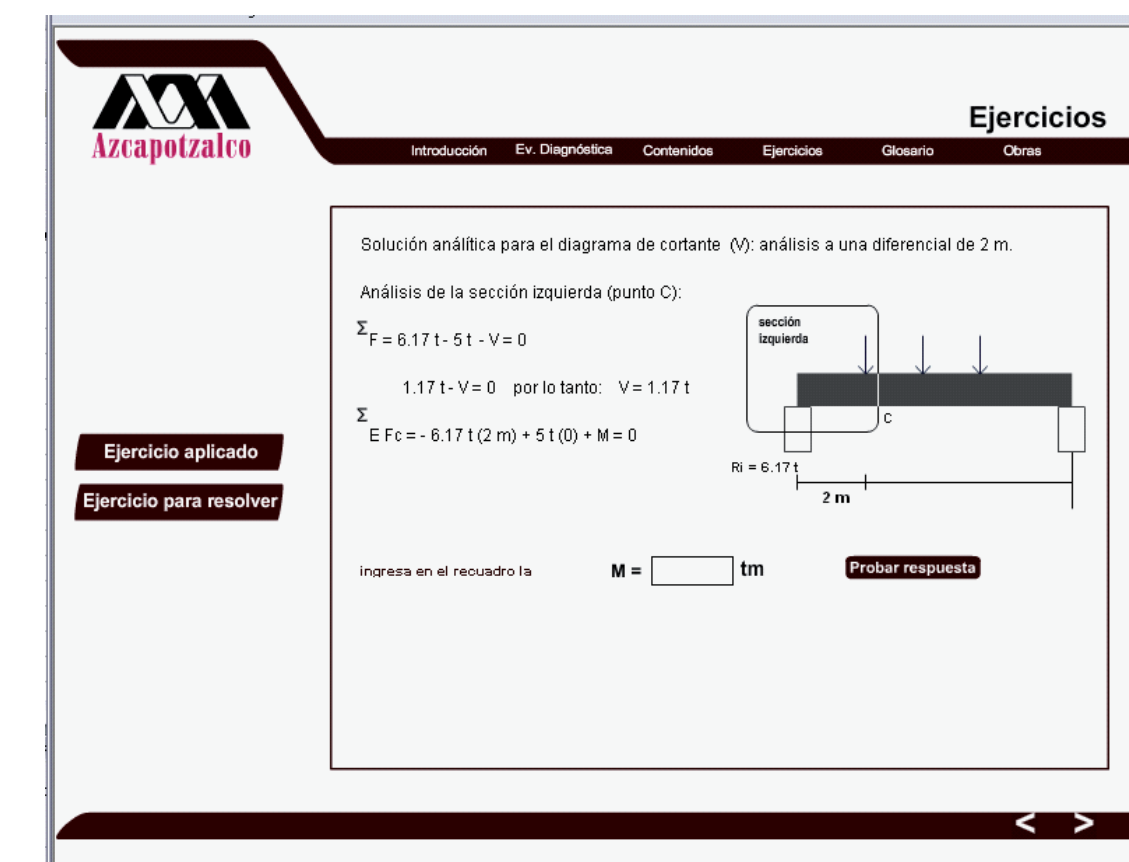 Azcapotzalco
Ejercicios
Introducción Ev. Diagnóstica Contenidos Ejercicios Glosario Obras
Solución análítica para el diagrama de cortante (V): análisis a una diferencial de 2 m.
Análisis de la sección izquierda (punto C):
Σ F = 6.17 t - 5 t - V = 0
1.17 t - V = 0 por lo tanto: V = 1.17 t
Σ E Fc = - 6.17 t (2 m) + 5 t (0) + M = 0
sección
izquierda
C
Ri = 6.17 t
2 m
Ejercicio aplicado
Ejercicio para resolver
ingresa en el recuadro la M = tm Probar respuesta
< >